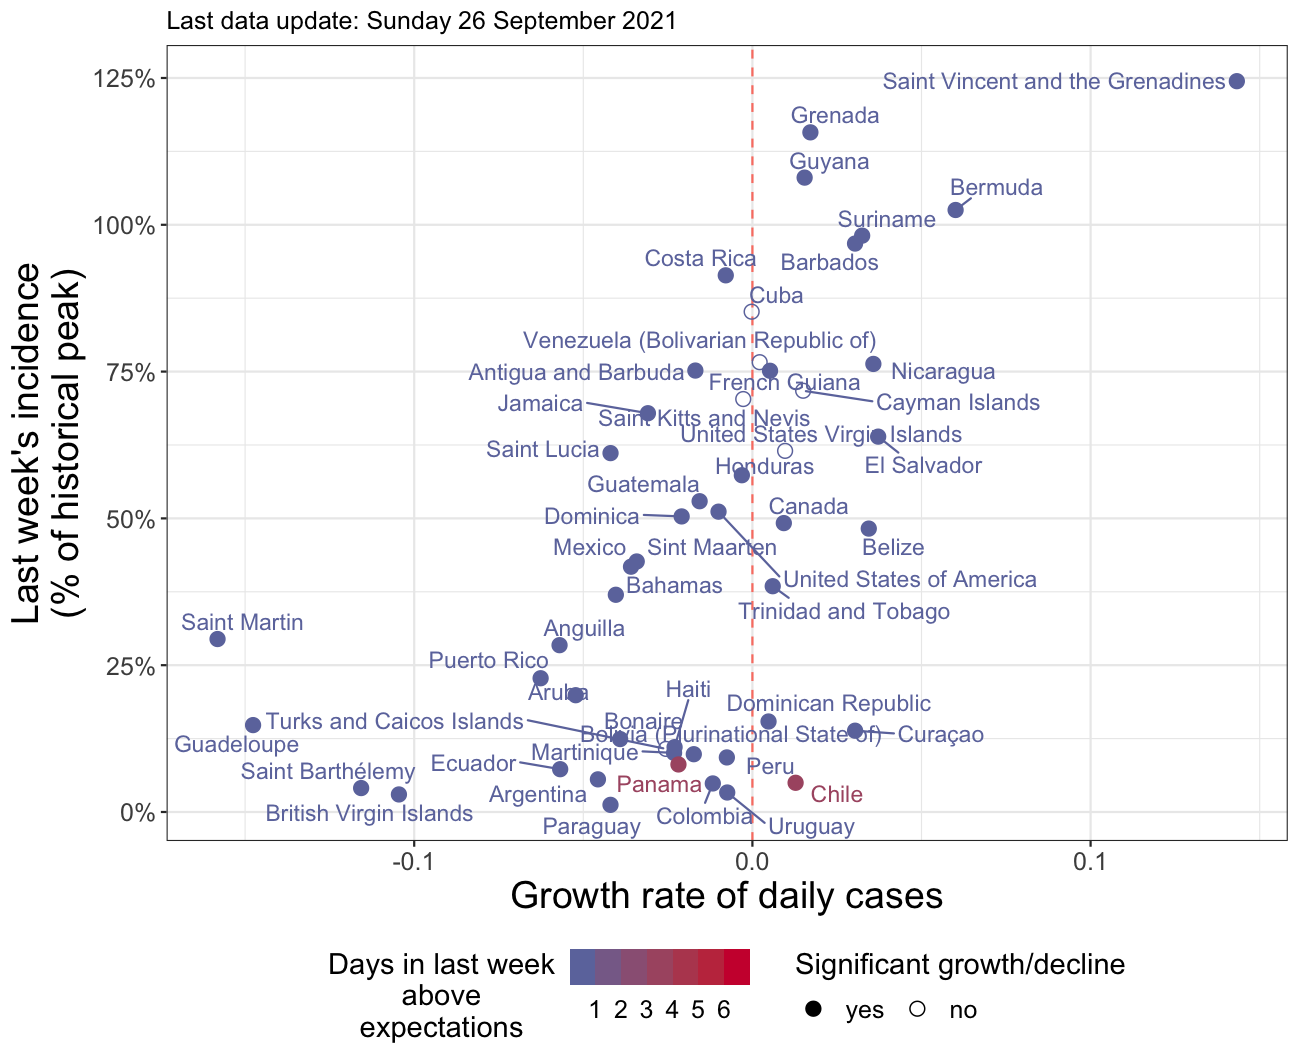 Last data update: Sunday 26 September 2021
125%
Saint Vincent and the Grenadines
Grenada
Guyana
Bermuda
100%
Suriname
Barbados
Costa Rica
Cuba
Venezuela (Bolivarian Republic of)
75%
Antigua and Barbuda
Nicaragua
French Guiana
Jamaica
Cayman Islands
Saint Kitts and Nevis
United States Virgin Islands
Saint Lucia
El Salvador
Honduras
Guatemala
Canada
50%
Dominica
Mexico
Sint Maarten
Belize
United States of America
Bahamas
Trinidad and Tobago
Saint Martin
Anguilla
25%
Puerto Rico
Aruba
Haiti
Dominican Republic
Turks and Caicos Islands
Bonaire
Bolivia (Plurinational State of)
Curaçao
Guadeloupe
Martinique
Ecuador
Peru
Saint Barthélemy
Panama
Argentina
Chile
0%
British Virgin Islands
Colombia
Paraguay
Uruguay
-0.1
0.0
0.1
Last week's incidence
(% of historical peak)
Growth rate of daily cases
Days in last week
above
expectations
1 2 3 4 5 6
Significant growth/decline
yes
no